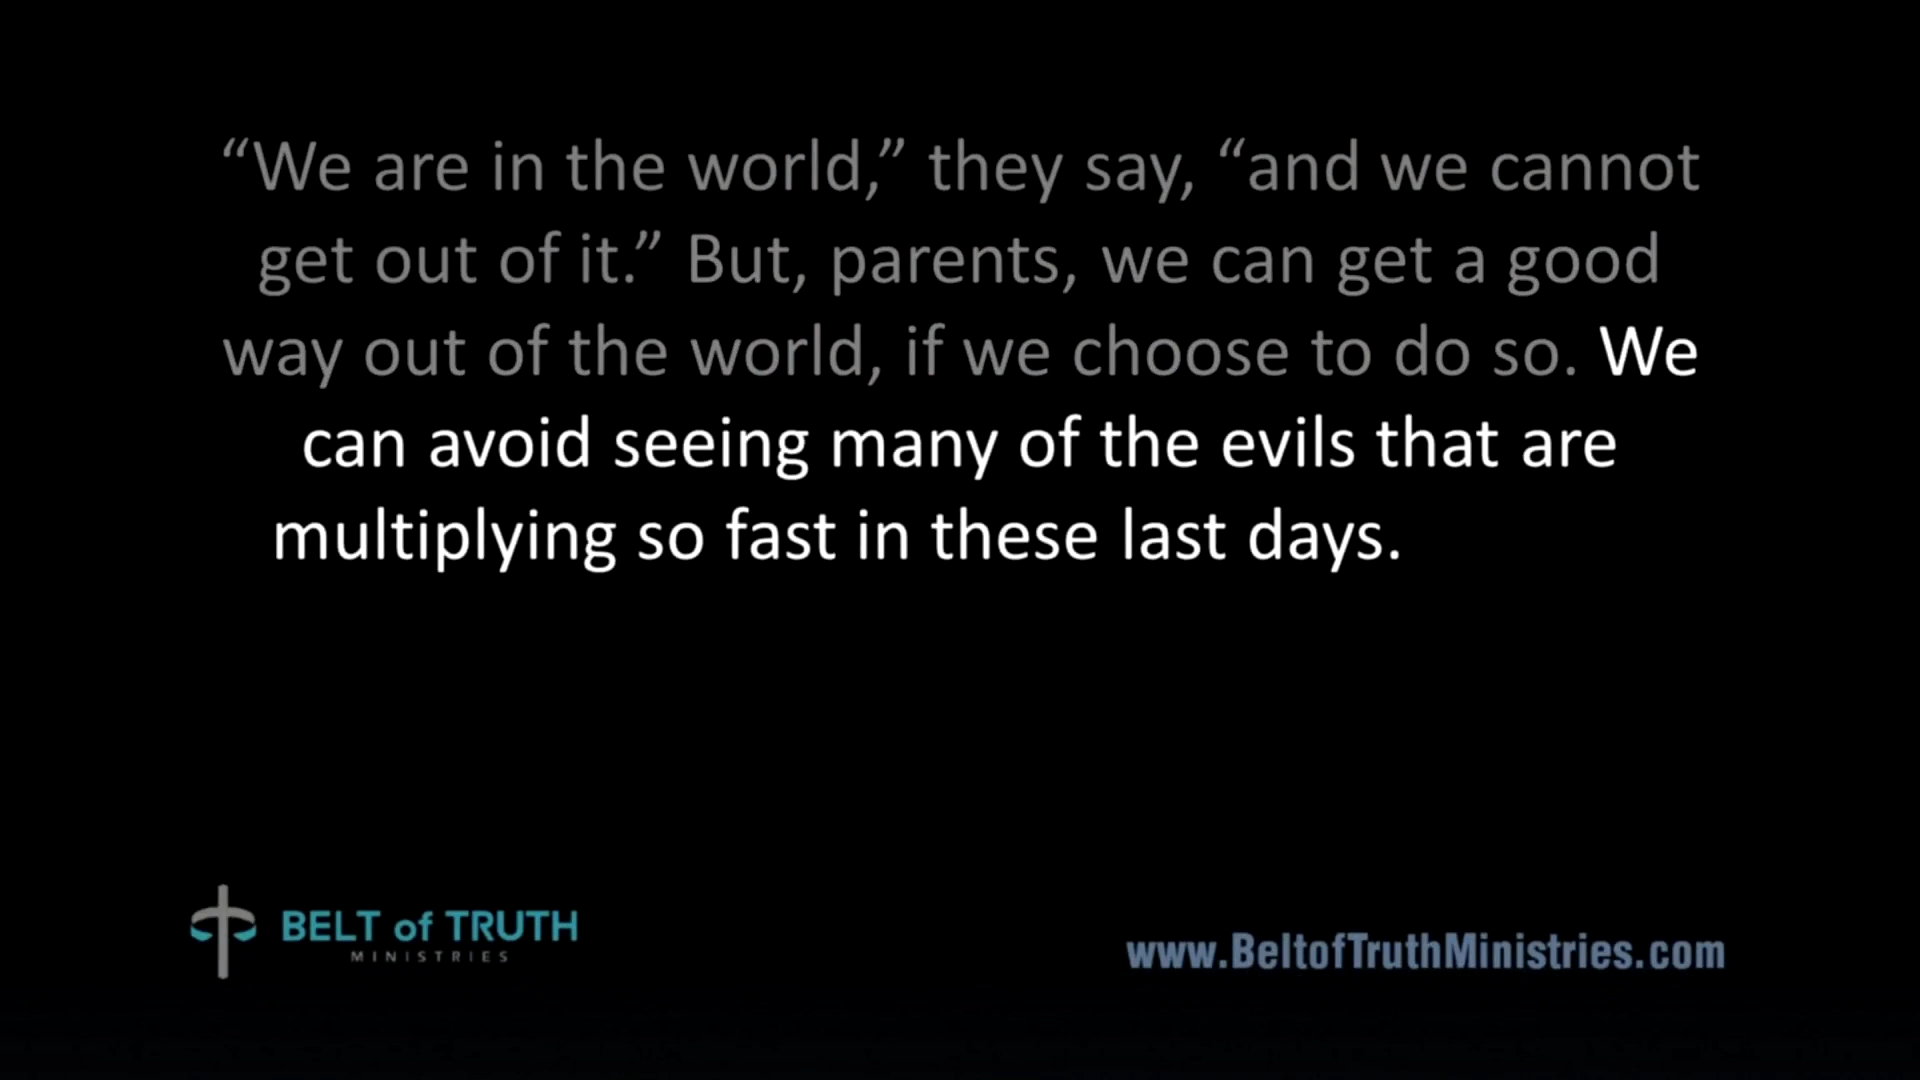 “We are in the world,” they say, “and we cannot
get out of it.” But, parents, we can get a good
way out of the world, if we choose to do so. We
can avoid seeing many of the evils that are
multiplying so fast in these last days.
BELT of TRUTH
MINISTRIES
www.BeltofTruthMinistries.com